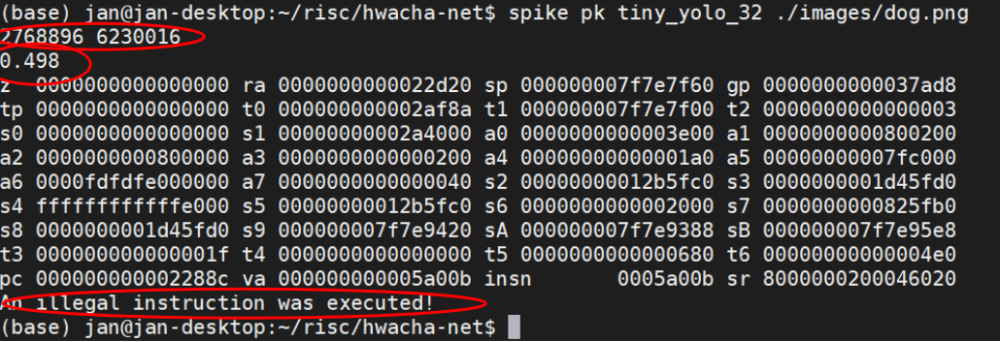 (base) jan@jan-desktop:~/risc/hwacha-net$ spike pk tiny_yolo_32 ./images/dog.png
2768896 6230016
0.498
z  0000000000000000 ra 0000000000022d20 sp 000000007f7e7f60 gp 0000000000037ad8
tp 0000000000000000 t0 000000000002af8a t1 000000007f7e7f00 t2 0000000000000003
s0 0000000000000000 s1 0000000002a4000 a0 0000000000003e00 a1 0000000000800200
a2 0000000000800000 a3 0000000000000200 a4 00000000000001a0 a5 00000000007fc000
a6 0000fdfdfe000000 a7 0000000000000040 s2 00000000012b5fc0 s3 0000000001d45fd0
s4 ffffffffffffe000 s5 00000000012b5fc0 s6 0000000000002000 s7 0000000000825fb0
s8 0000000001d45fd0 s9 000000007f7e9420 sA 000000007f7e9388 sB 000000007f7e95e8
t3 000000000000001f t4 0000000000000000 t5 0000000000000680 t6 00000000000004e0
pc 000000000002288c va 000000000005a00b insn       0005a00b sr 8000000200046020
An illegal instruction was executed!
(base) jan@jan-desktop:~/risc/hwacha-net$